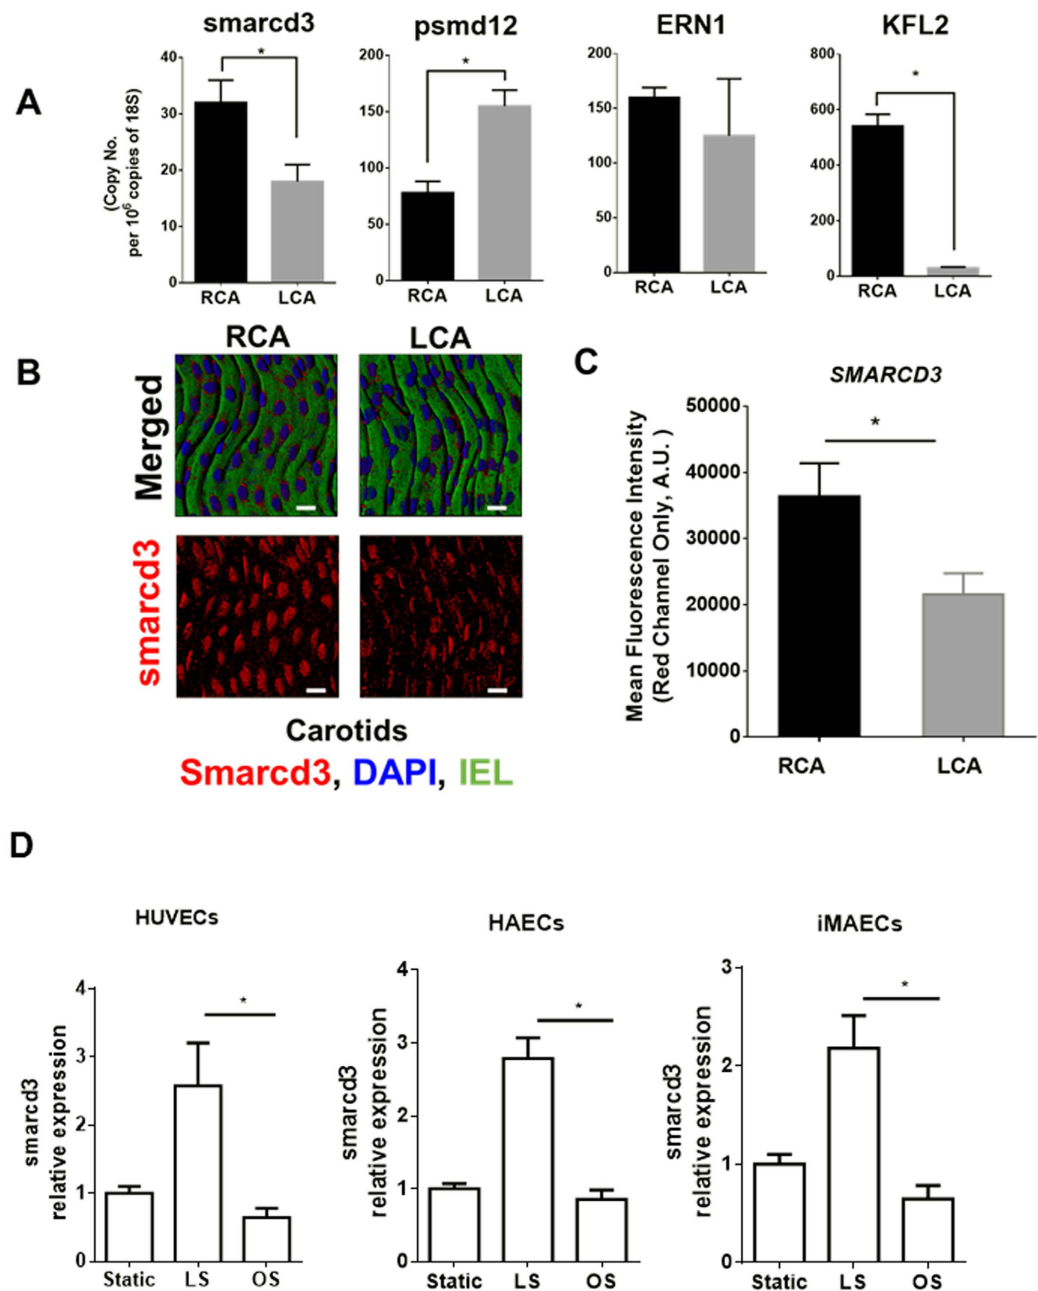 smarcd3 psmd12 ERN1 KFL2
A
(Copy No.
per 10⁶ copies of 18S)
40
30
20
10
0
*
RCA LCA
200
150
100
50
0
*
RCA LCA
200
150
100
50
0
RCA LCA
800
600
400
200
0
*
RCA LCA
B
RCA LCA
Merged
smarcd3
Carotids
Smarcd3, DAPI, IEL
C
SMARCD3
Mean Fluorescence Intensity
(Red Channel Only, A.U. )
50000
40000
30000
20000
10000
0
*
RCA LCA
D
HUVECs
smarcd3
relative expression
4
3
2
1
0
*
Static LS OS
HAECs
smarcd3
relative expression
4
3
2
1
0
*
Static LS OS
iMAECs
smarcd3
relative expression
3
2
1
0
*
Static LS OS